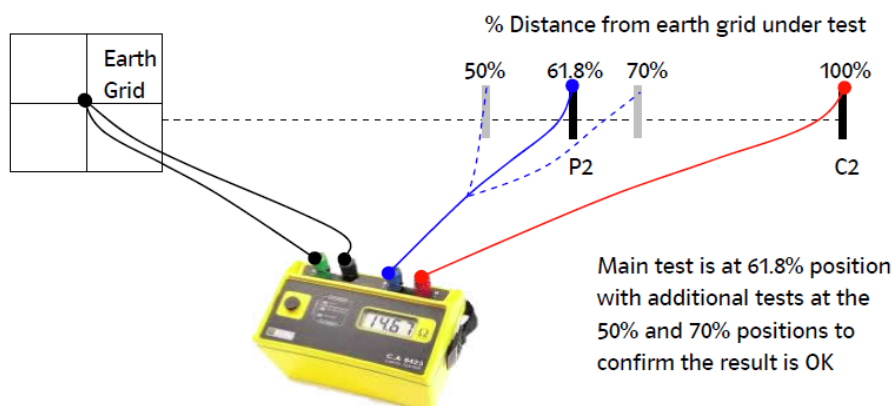 % Distance from earth grid under test
Earth
Grid
50%
61.8%
70%
100%
P2
C2
14.67 Ω
C.A 6423
Main test is at 61.8% position
with additional tests at the
50% and 70% positions to
confirm the result is OK